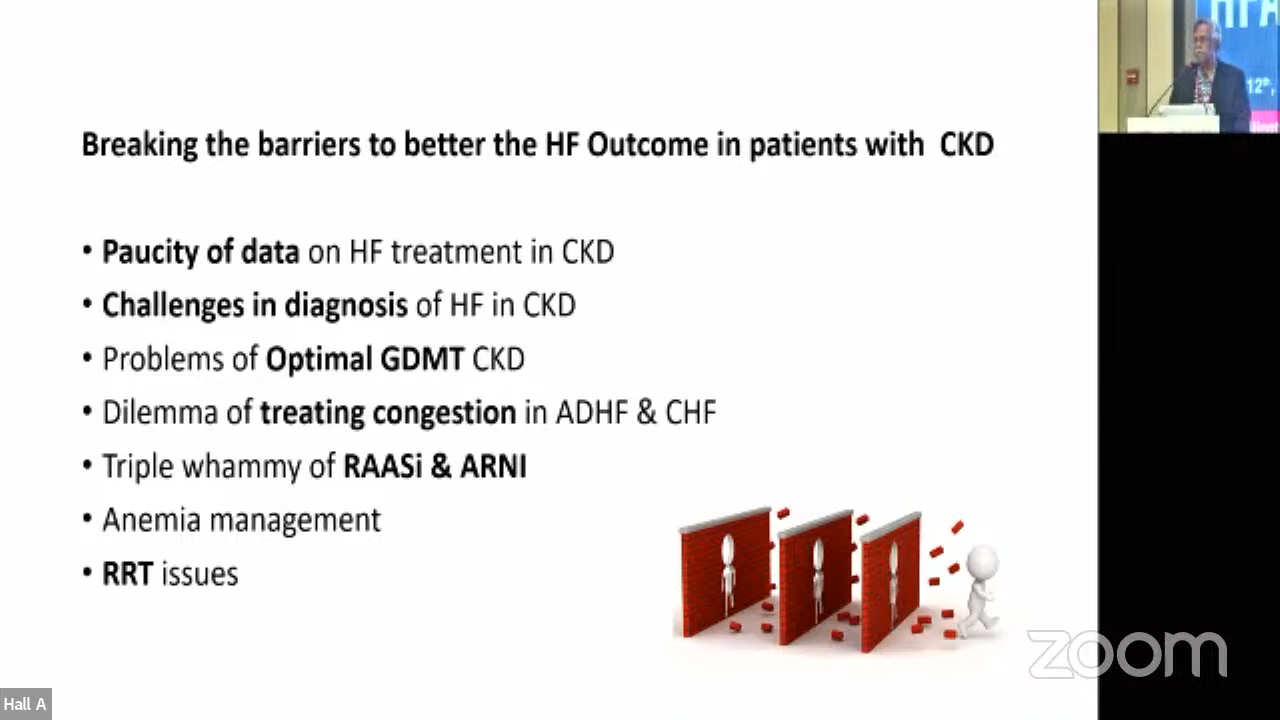 Breaking the barriers to better the HF Outcome in patients with CKD
• Paucity of data on HF treatment in CKD
• Challenges in diagnosis of HF in CKD
• Problems of Optimal GDMT CKD
• Dilemma of treating congestion in ADHF & CHF
• Triple whammy of RAASi & ARNI
• Anemia management
• RRT issues
zoom
Hall A
12th,